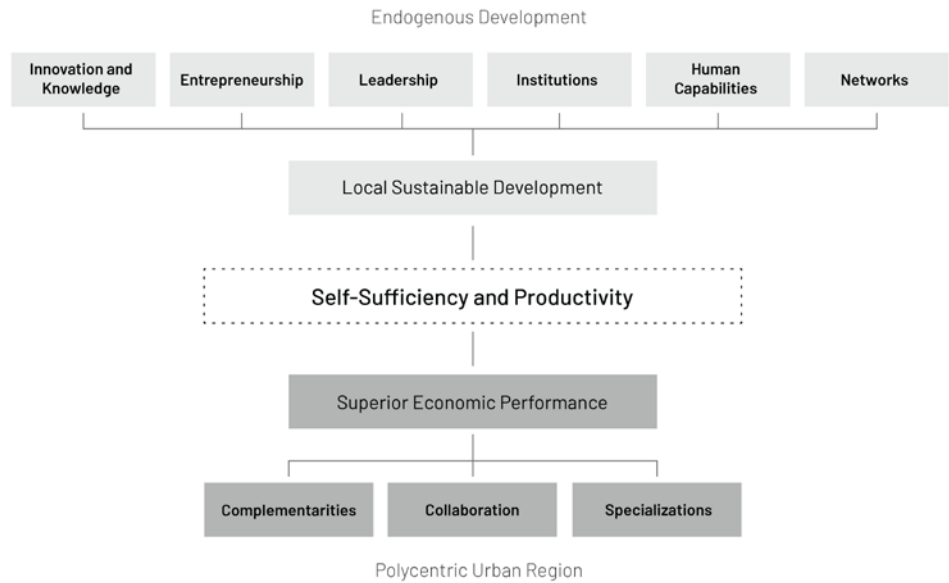 Endogenous Development
Innovation and
Knowledge
Entrepreneurship
Leadership
Institutions
Human
Capabilities
Networks
Local Sustainable Development
Self-Sufficiency and Productivity
Superior Economic Performance
Complementarities
Collaboration
Specializations
Polycentric Urban Region